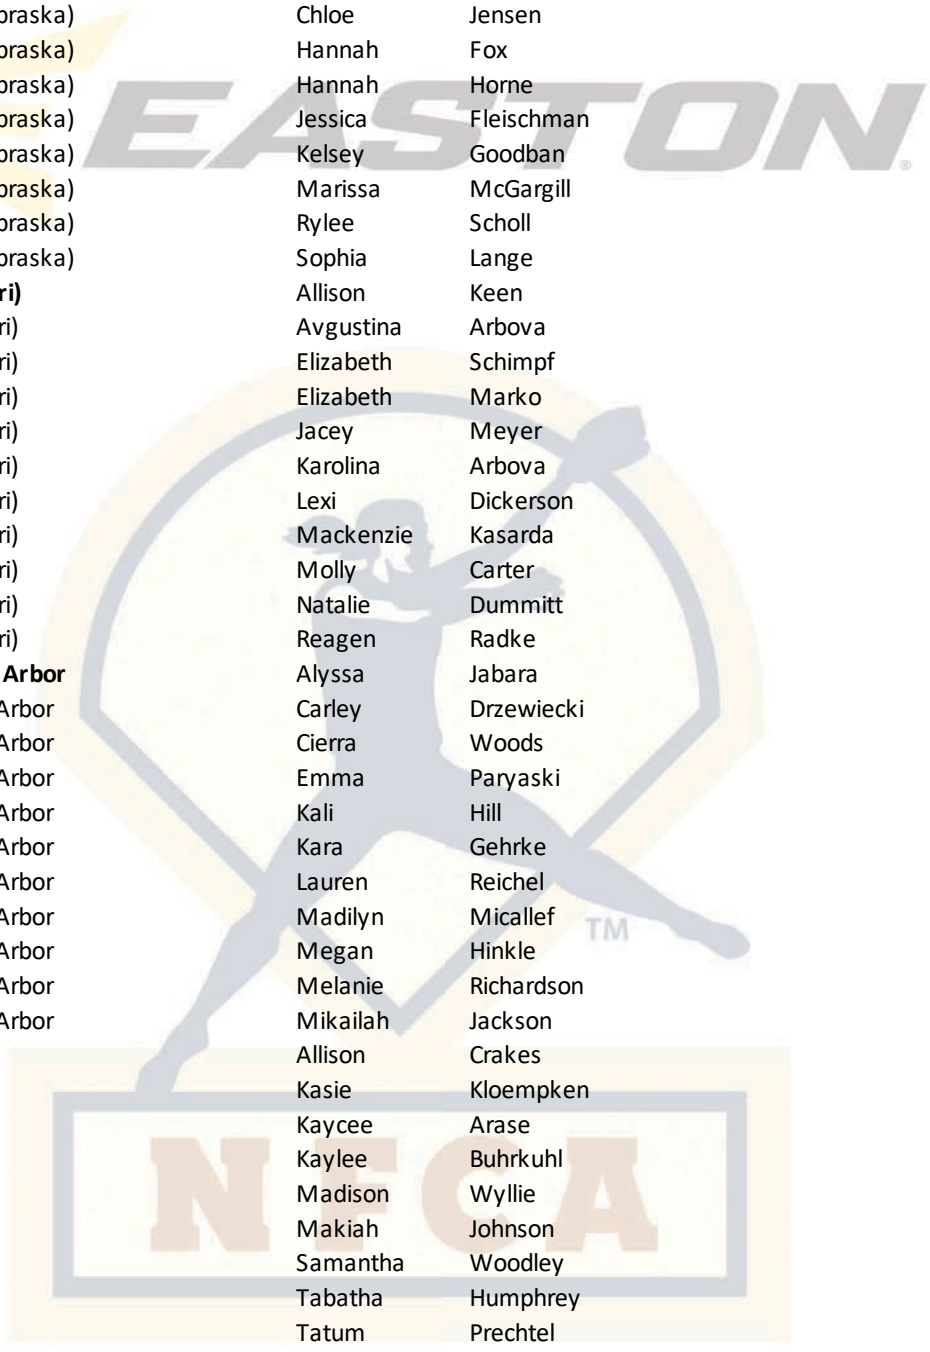 braska) Chloe Jensen
braska) Hannah Fox
braska) Hannah Horne
EASTON
braska) Jessica Fleischman
braska) Kelsey Goodban
braska) Marissa McGargill
braska) Rylee Scholl
braska) Sophia Lange
ri) Allison Keen
ri) Avgustina Arbova
ri) Elizabeth Schimpf
ri) Elizabeth Marko
ri) Jacey Meyer
ri) Karolina Arbova
ri) Lexi Dickerson
ri) Mackenzie Kasarda
ri) Molly Carter
ri) Natalie Dummitt
ri) Reagen Radke
Arbor Alyssa Jabara
Arbor Carley Drzewiecki
Arbor Cierra Woods
Arbor Emma Paryaski
Arbor Kali Hill
Arbor Kara Gehrke
Arbor Lauren Reichel
Arbor Madilyn Micallef
TM
Arbor Megan Hinkle
Arbor Melanie Richardson
Arbor Mikailah Jackson
Allison Crakes
Kasie Kloempken
Kaycee Arase
Kaylee Buhrkuhl
Madison Wyllie
NFCA
Makiah Johnson
Samantha Woodley
Tabatha Humphrey
Tatum Prechtel